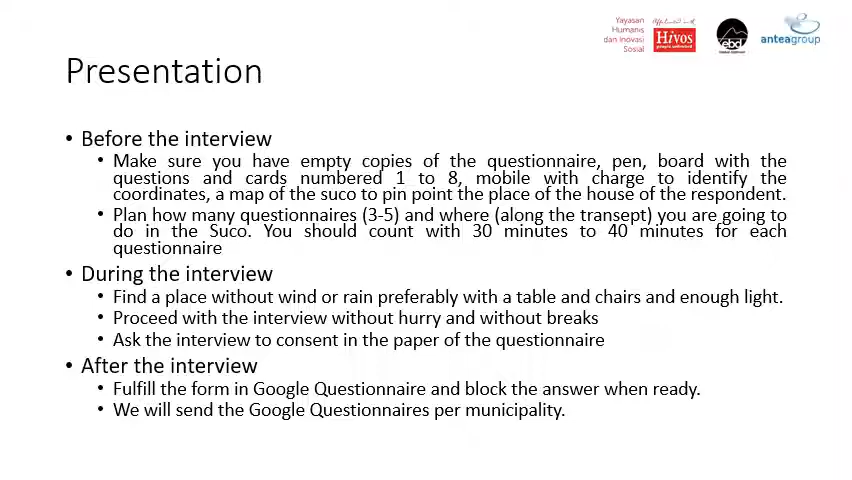 Yayasan
Humanis
dan Inovasi
Sosial
Hivos
people unlimited
ebd
anteagroup
Presentation
• Before the interview
• Make sure you have empty copies of the questionnaire, pen, board with the
questions and cards numbered 1 to 8, mobile with charge to identify the
coordinates, a map of the suco to pin point the place of the house of the respondent.
• Plan how many questionnaires (3-5) and where (along the transept) you are going to
do in the Suco. You should count with 30 minutes to 40 minutes for each
questionnaire
• During the interview
• Find a place without wind or rain preferably with a table and chairs and enough light.
• Proceed with the interview without hurry and without breaks
• Ask the interview to consent in the paper of the questionnaire
• After the interview
• Fulfill the form in Google Questionnaire and block the answer when ready.
• We will send the Google Questionnaires per municipality.